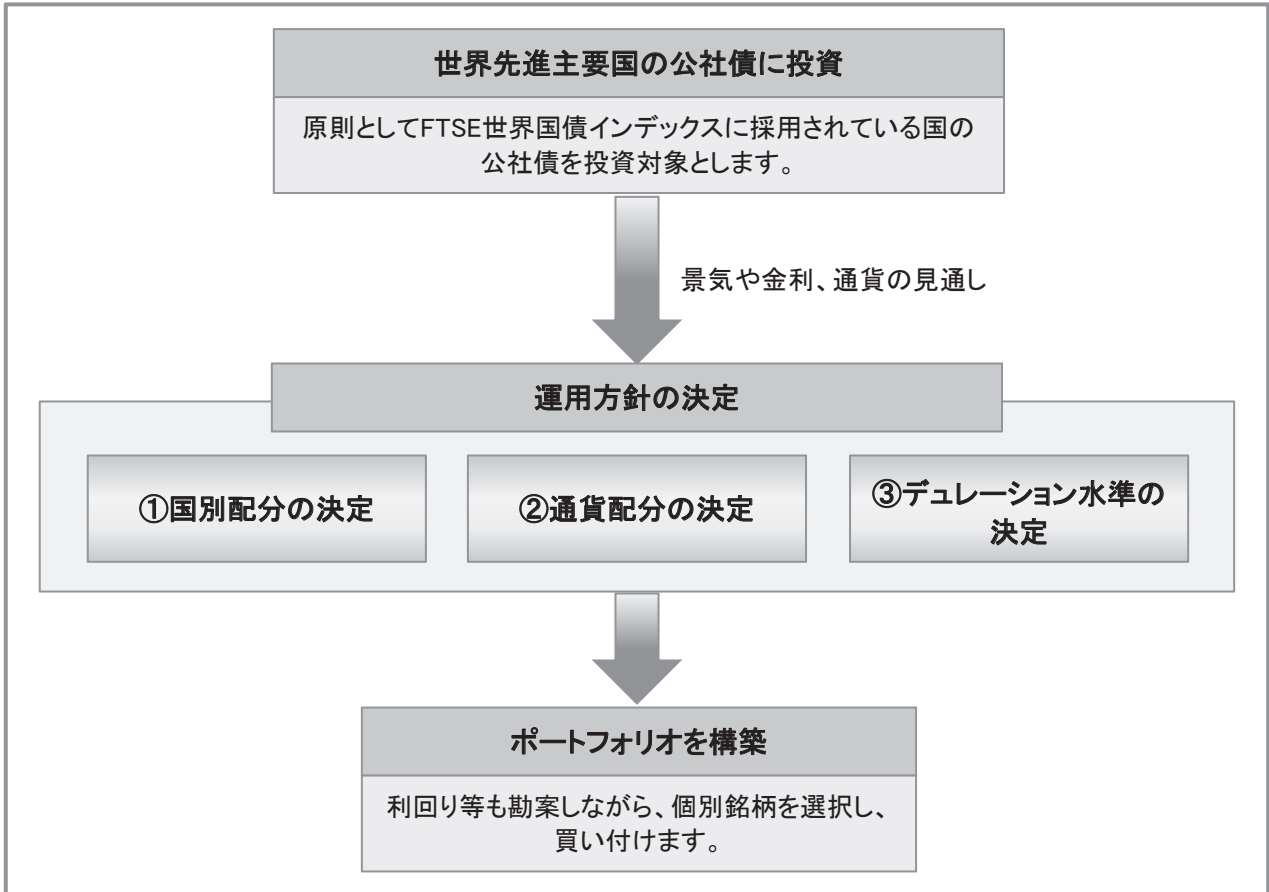 世界先進主要国の公社債に投資
原則としてFTSE世界国債インデックスに採用されている国の
公社債を投資対象とします。
景気や金利、通貨の見通し
運用方針の決定
①国別配分の決定
②通貨配分の決定
③デュレーション水準の
決定
ポートフォリオを構築
利回り等も勘案しながら、個別銘柄を選択し、
買い付けます。